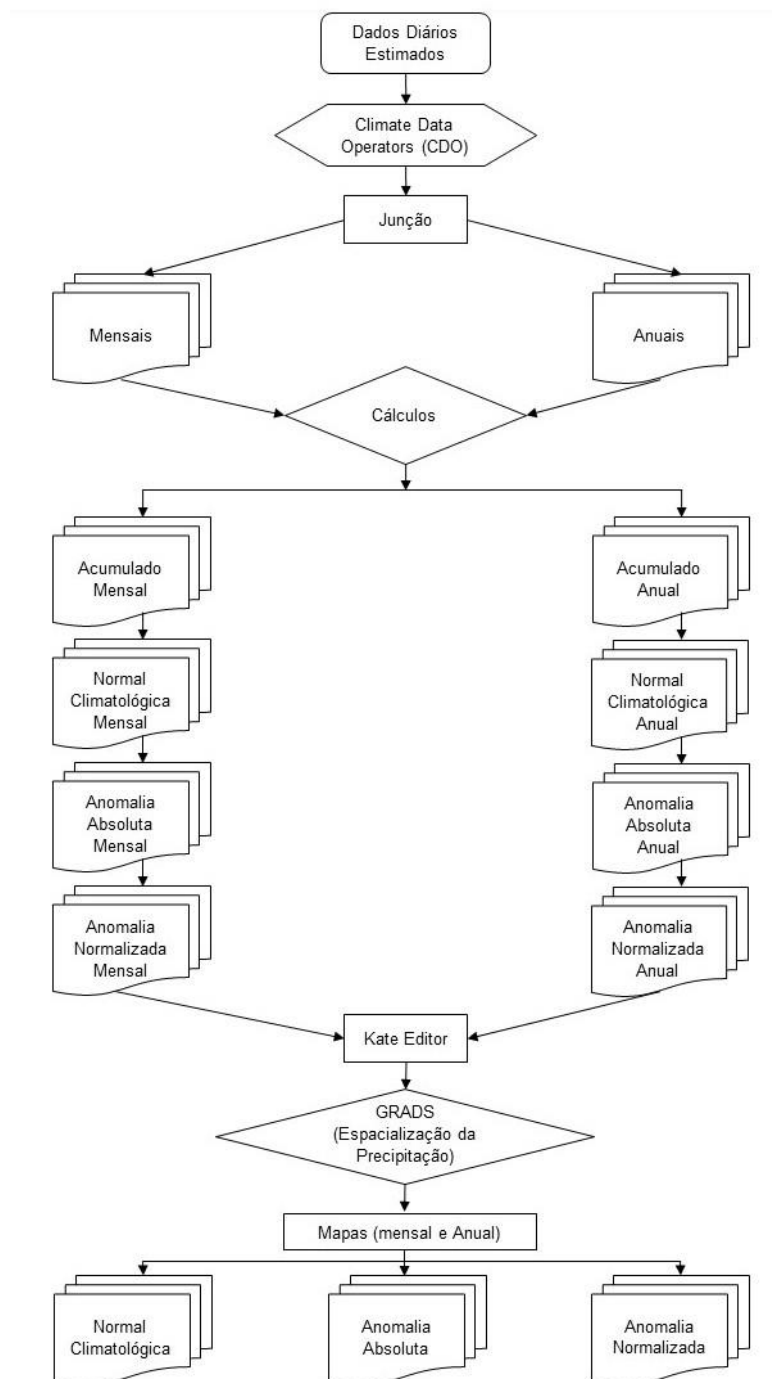 Dados Diários
Estimados
Climate Data
Operators (CDO)
Junção
Mensais
Anuais
Cálculos
Acumulado
Mensal
Acumulado
Anual
Normal
Climatológica
Mensal
Normal
Climatológica
Anual
Anomalia
Absoluta
Mensal
Anomalia
Absoluta
Anual
Anomalia
Normalizada
Mensal
Anomalia
Normalizada
Anual
Kate Editor
GRADS
(Espacialização da
Precipitação)
Mapas (mensal e Anual)
Normal
Climatológica
Anomalia
Absoluta
Anomalia
Normalizada